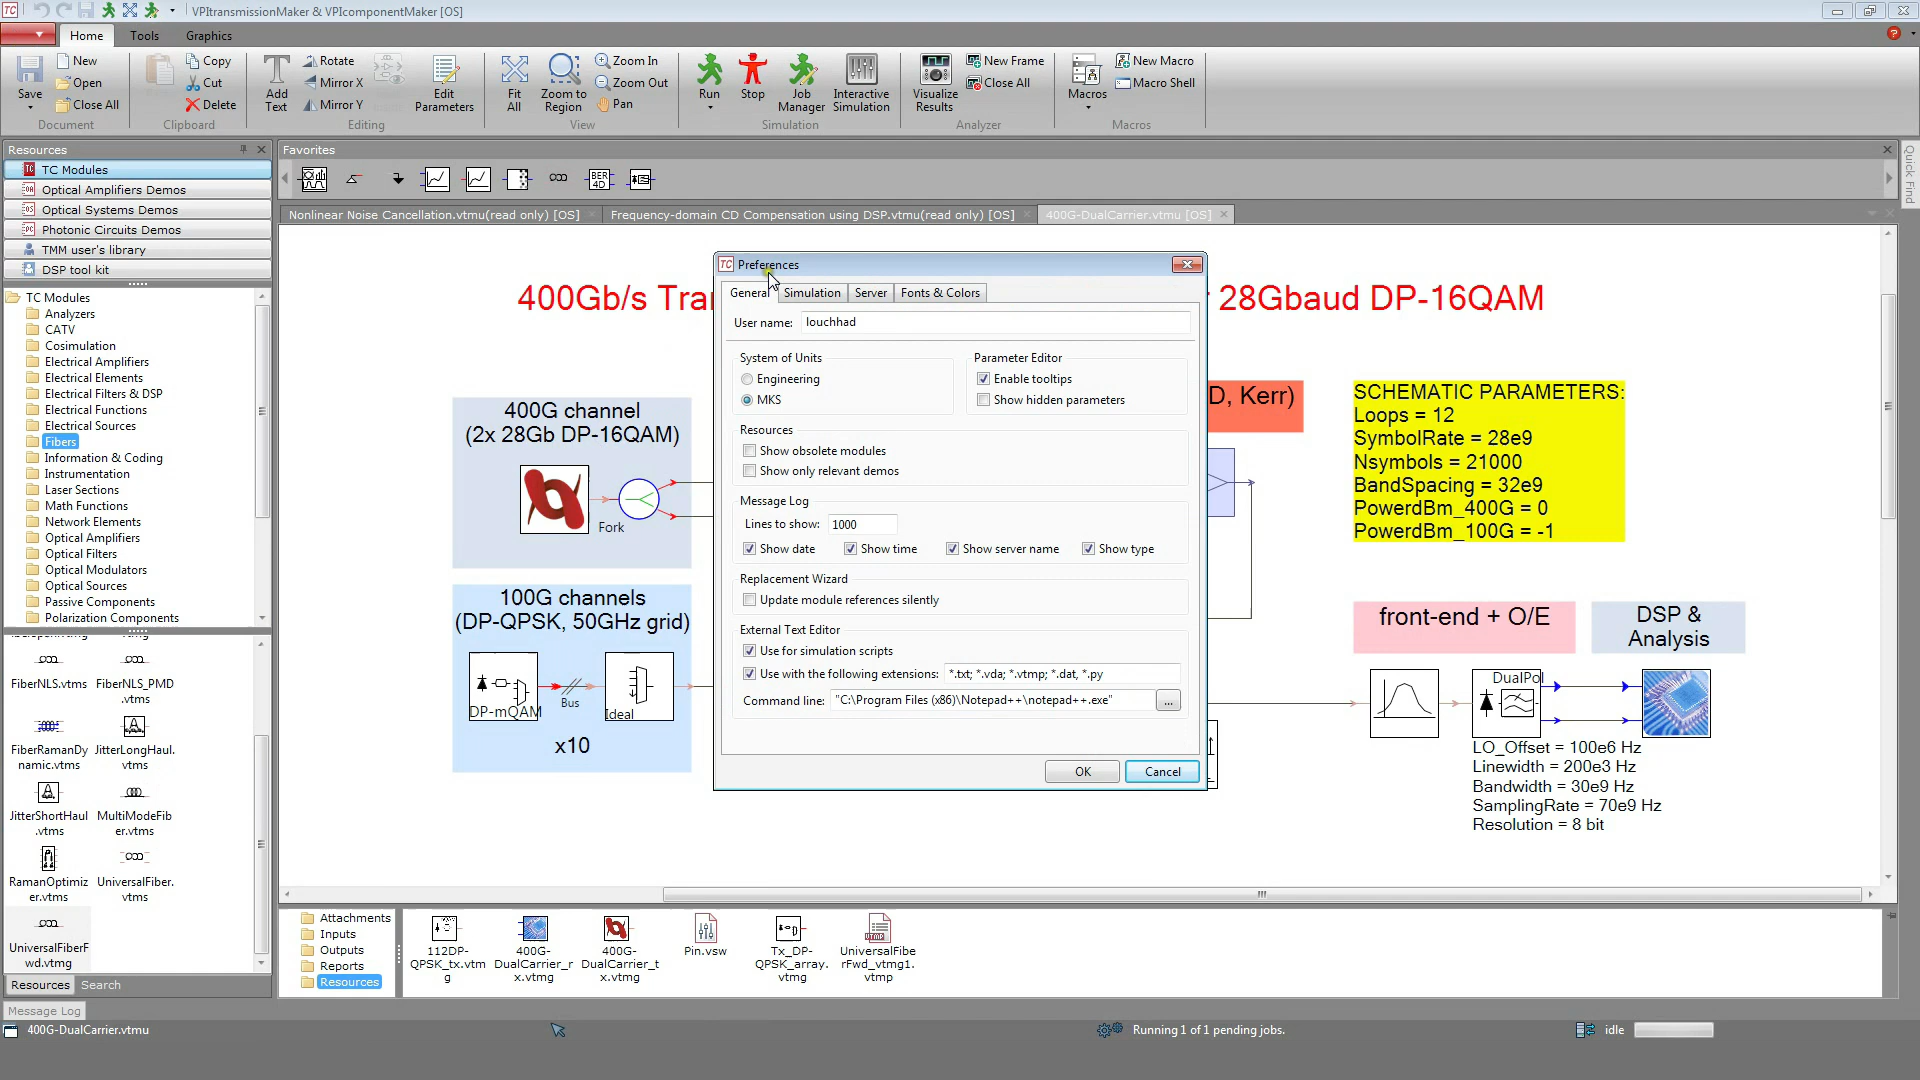 VPItransmissionMaker & VPIcomponentMaker [OS]
Home Tools Graphics
Save
New
Open
Close All
Document
Copy
Cut
Delete
Clipboard
Add Text
Rotate
Mirror X
Mirror Y
Edit Parameters
Editing
Fit All
Zoom to Region
Zoom In
Zoom Out
Pan
View
Run
Stop
Job Manager
Interactive Simulation
Simulation
Visualize Results
New Frame
Close All
Analyzer
Macros
New Macro
Macro Shell
Macros
Resources
TC Modules
Optical Amplifiers Demos
Optical Systems Demos
Photonic Circuits Demos
TMM user's library
DSP tool kit
TC Modules
Analyzers
CATV
Cosimulation
Electrical Amplifiers
Electrical Elements
Electrical Filters & DSP
Electrical Functions
Electrical Sources
Fibers
Information & Coding
Instrumentation
Laser Sections
Math Functions
Network Elements
Optical Amplifiers
Optical Filters
Optical Modulators
Optical Sources
Passive Components
Polarization Components
FiberNLS.vtms
FiberNLS_PMD.vtms
FiberRamanDynamic.vtms
JitterLongHaul.vtms
JitterShortHaul.vtms
MultiModeFiber.vtms
RamanOptimizer.vtms
UniversalFiber.vtms
UniversalFiberFwd.vtmg
Resources Search
Message Log
400G-DualCarrier.vtmu
Favorites
BER
4D
Quick Find
Nonlinear Noise Cancellation.vtmu(read only) [OS]
Frequency-domain CD Compensation using DSP.vtmu(read only) [OS]
400G-DualCarrier.vtmu [OS]
400Gb/s Tra
r 28Gbaud DP-16QAM
400G channel
(2x 28Gb DP-16QAM)
Fork
100G channels
(DP-QPSK, 50GHz grid)
DP-mQAM
Bus
Ideal
x10
D, Kerr)
SCHEMATIC PARAMETERS:
Loops = 12
SymbolRate = 28e9
Nsymbols = 21000
BandSpacing = 32e9
PowerdBm_400G = 0
PowerdBm_100G = -1
front-end + O/E
DSP &
Analysis
DualPol
LO_Offset = 100e6 Hz
Linewidth = 200e3 Hz
Bandwidth = 30e9 Hz
SamplingRate = 70e9 Hz
Resolution = 8 bit
Preferences
General Simulation Server Fonts & Colors
User name: louchhad
System of Units
Engineering
MKS
Parameter Editor
Enable tooltips
Show hidden parameters
Resources
Show obsolete modules
Show only relevant demos
Message Log
Lines to show: 1000
Show date Show time Show server name Show type
Replacement Wizard
Update module references silently
External Text Editor
Use for simulation scripts
Use with the following extensions: *.txt; *.vda; *.vtmp; *.dat, *.py
Command line: "C:\Program Files (x86)\Notepad++\notepad++.exe" ...
OK Cancel
Attachments
Inputs
Outputs
Reports
Resources
112DP-QPSK_tx.vtmg
400G-DualCarrier_rx.vtmg
400G-DualCarrier_tx.vtmg
Pin.vsw
Tx_DP-QPSK_array.vtmg
UniversalFiberFwd_vtmg1.vtmp
Running 1 of 1 pending jobs.
idle